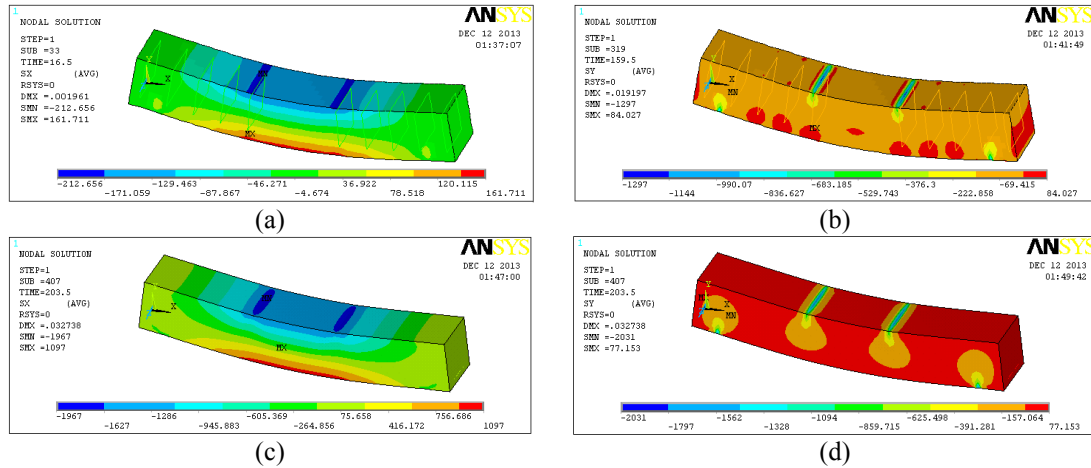 1
NODAL SOLUTION
STEP=1
SUB =33
TIME=16.5
SX (AVG)
RSYS=0
DMX =.001961
SMN =-212.656
SMX =161.711
ANSYS
DEC 12 2013
01:37:07
Y
X
MX
-212.656 -129.463 -46.271 36.922 120.115
-171.059 -87.867 -4.674 78.518 161.711
(a)
1
NODAL SOLUTION
STEP=1
SUB =319
TIME=159.5
SY (AVG)
RSYS=0
DMX =.019197
SMN =-1297
SMX =84.027
ANSYS
DEC 12 2013
01:41:49
Y
X
MN
MX
-1297 -990.07 -683.185 -376.3 -69.415
-1144 -836.627 -529.743 -222.858 84.027
(b)
1
NODAL SOLUTION
STEP=1
SUB =407
TIME=203.5
SX (AVG)
RSYS=0
DMX =.032738
SMN =-1967
SMX =1097
ANSYS
DEC 12 2013
01:47:00
Y
X
MX
-1967 -1286 -605.369 75.658 756.686
-1627 -945.883 -264.856 416.172 1097
(c)
1
NODAL SOLUTION
STEP=1
SUB =407
TIME=203.5
SY (AVG)
RSYS=0
DMX =.032738
SMN =-2031
SMX =77.153
ANSYS
DEC 12 2013
01:49:42
Y
X
MN
-2031 -1562 -1094 -625.498 -157.064
-1797 -1328 -859.715 -391.281 77.153
(d)